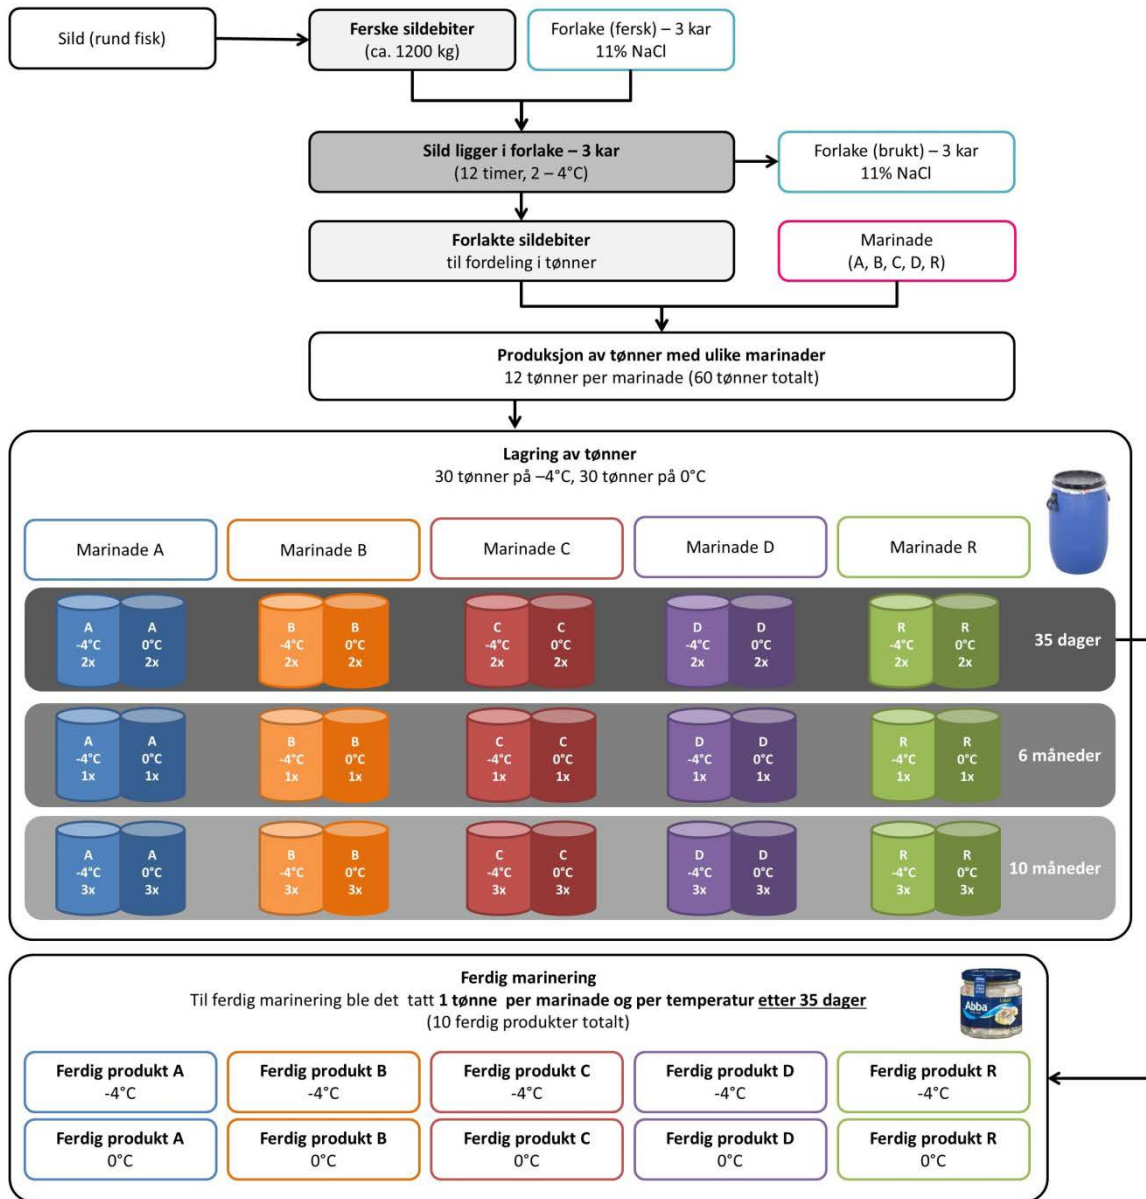 Sild (rund fisk)
Ferske sildebiter
(ca. 1200 kg)
Forlake (fersk) – 3 kar
11% NaCl
Sild ligger i forlake – 3 kar
(12 timer, 2 – 4°C)
Forlake (brukt) – 3 kar
11% NaCl
Forlakte sildebiter
til fordeling i tønner
Marinade
(A, B, C, D, R)
Produksjon av tønner med ulike marinader
12 tønner per marinade (60 tønner totalt)
Lagring av tønner
30 tønner på –4°C, 30 tønner på 0°C
Marinade A
Marinade B
Marinade C
Marinade D
Marinade R
A A B B C C D D R R
-4°C 0°C -4°C 0°C -4°C 0°C -4°C 0°C -4°C 0°C
2x 2x 2x 2x 2x 2x 2x 2x 2x 2x
35 dager
A A B B C C D D R R
-4°C 0°C -4°C 0°C -4°C 0°C -4°C 0°C -4°C 0°C
1x 1x 1x 1x 1x 1x 1x 1x 1x 1x
6 måneder
A A B B C C D D R R
-4°C 0°C -4°C 0°C -4°C 0°C -4°C 0°C -4°C 0°C
3x 3x 3x 3x 3x 3x 3x 3x 3x 3x
10 måneder
Ferdig marinering
Til ferdig marinering ble det tatt 1 tønne per marinade og per temperatur etter 35 dager
(10 ferdig produkter totalt)
Abba
Ferdig produkt A
-4°C
Ferdig produkt B
-4°C
Ferdig produkt C
-4°C
Ferdig produkt D
-4°C
Ferdig produkt R
-4°C
Ferdig produkt A
0°C
Ferdig produkt B
0°C
Ferdig produkt C
0°C
Ferdig produkt D
0°C
Ferdig produkt R
0°C